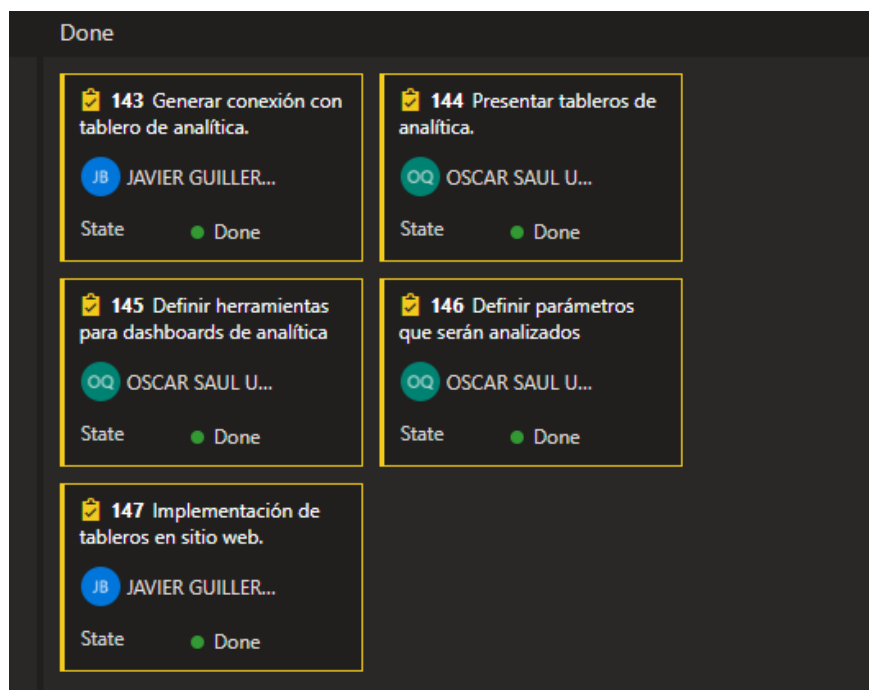 Done
143 Generar conexión con
tablero de analítica.
JB JAVIER GUILLER...
State Done
144 Presentar tableros de
analítica.
OQ OSCAR SAUL U...
State Done
145 Definir herramientas
para dashboards de analítica
OQ OSCAR SAUL U...
State Done
146 Definir parámetros
que serán analizados
OQ OSCAR SAUL U...
State Done
147 Implementación de
tableros en sitio web.
JB JAVIER GUILLER...
State Done